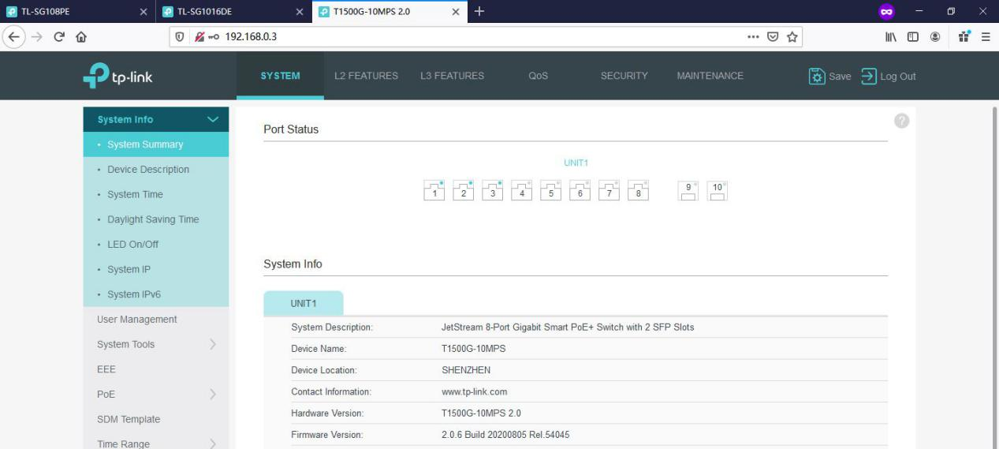 TL-SG108PE TL-SG1016DE T1500G-10MPS 2.0
192.168.0.3
tp-link SYSTEM L2 FEATURES L3 FEATURES QoS SECURITY MAINTENANCE Save Log Out
System Info
System Summary
Device Description
System Time
Daylight Saving Time
LED On/Off
System IP
System IPv6
User Management
System Tools
EEE
PoE
SDM Template
Time Range
Port Status ?
UNIT1
1 2 3 4 5 6 7 8 9 10
System Info
UNIT1
System Description: JetStream 8-Port Gigabit Smart PoE+ Switch with 2 SFP Slots
Device Name: T1500G-10MPS
Device Location: SHENZHEN
Contact Information: www.tp-link.com
Hardware Version: T1500G-10MPS 2.0
Firmware Version: 2.0.6 Build 20200805 Rel.54045